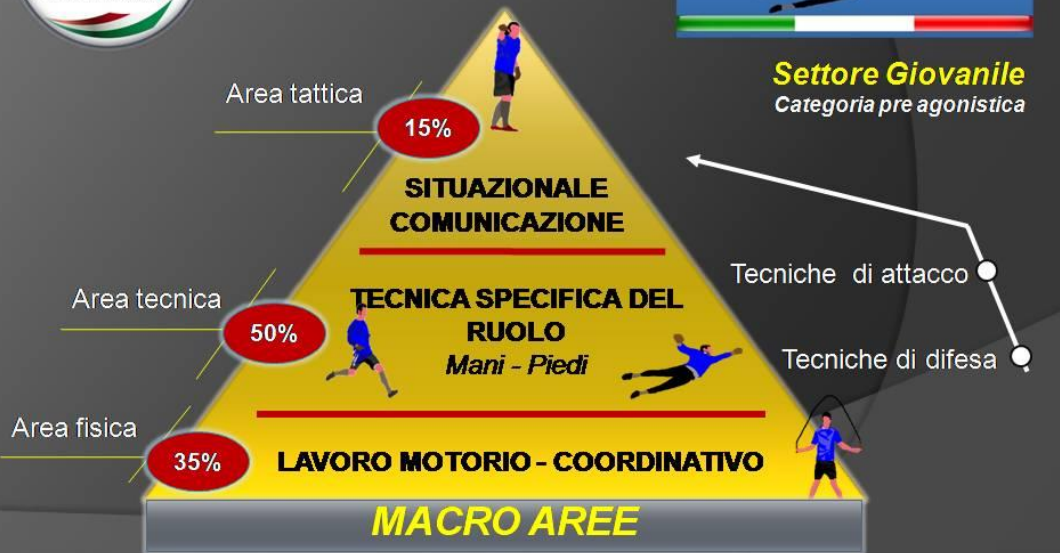 Settore Giovanile
Categoria pre agonistica
Area tattica
15%
SITUAZIONALE
COMUNICAZIONE
Tecniche di attacco
Area tecnica
50%
TECNICA SPECIFICA DEL
RUOLO
Mani - Piedi
Tecniche di difesa
Area fisica
35%
LAVORO MOTORIO - COORDINATIVO
MACRO AREE